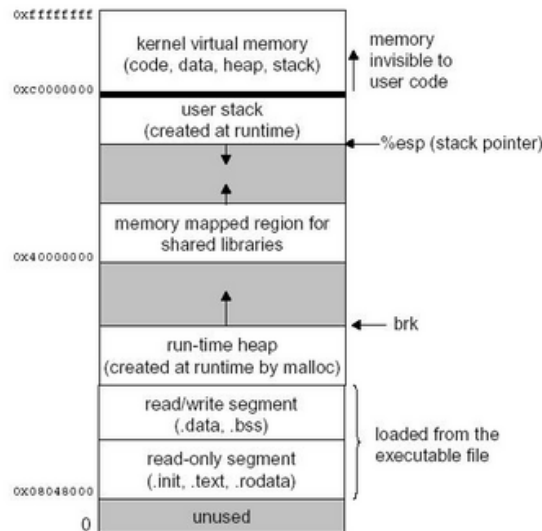 0xffffffff
kernel virtual memory
(code, data, heap, stack)
memory
invisible to
user code
0xc0000000
user stack
(created at runtime)
%esp (stack pointer)
memory mapped region for
shared libraries
0x40000000
brk
run-time heap
(created at runtime by malloc)
read/write segment
(.data, .bss)
loaded from the
executable file
read-only segment
(.init, .text, .rodata)
0x08048000
unused
0